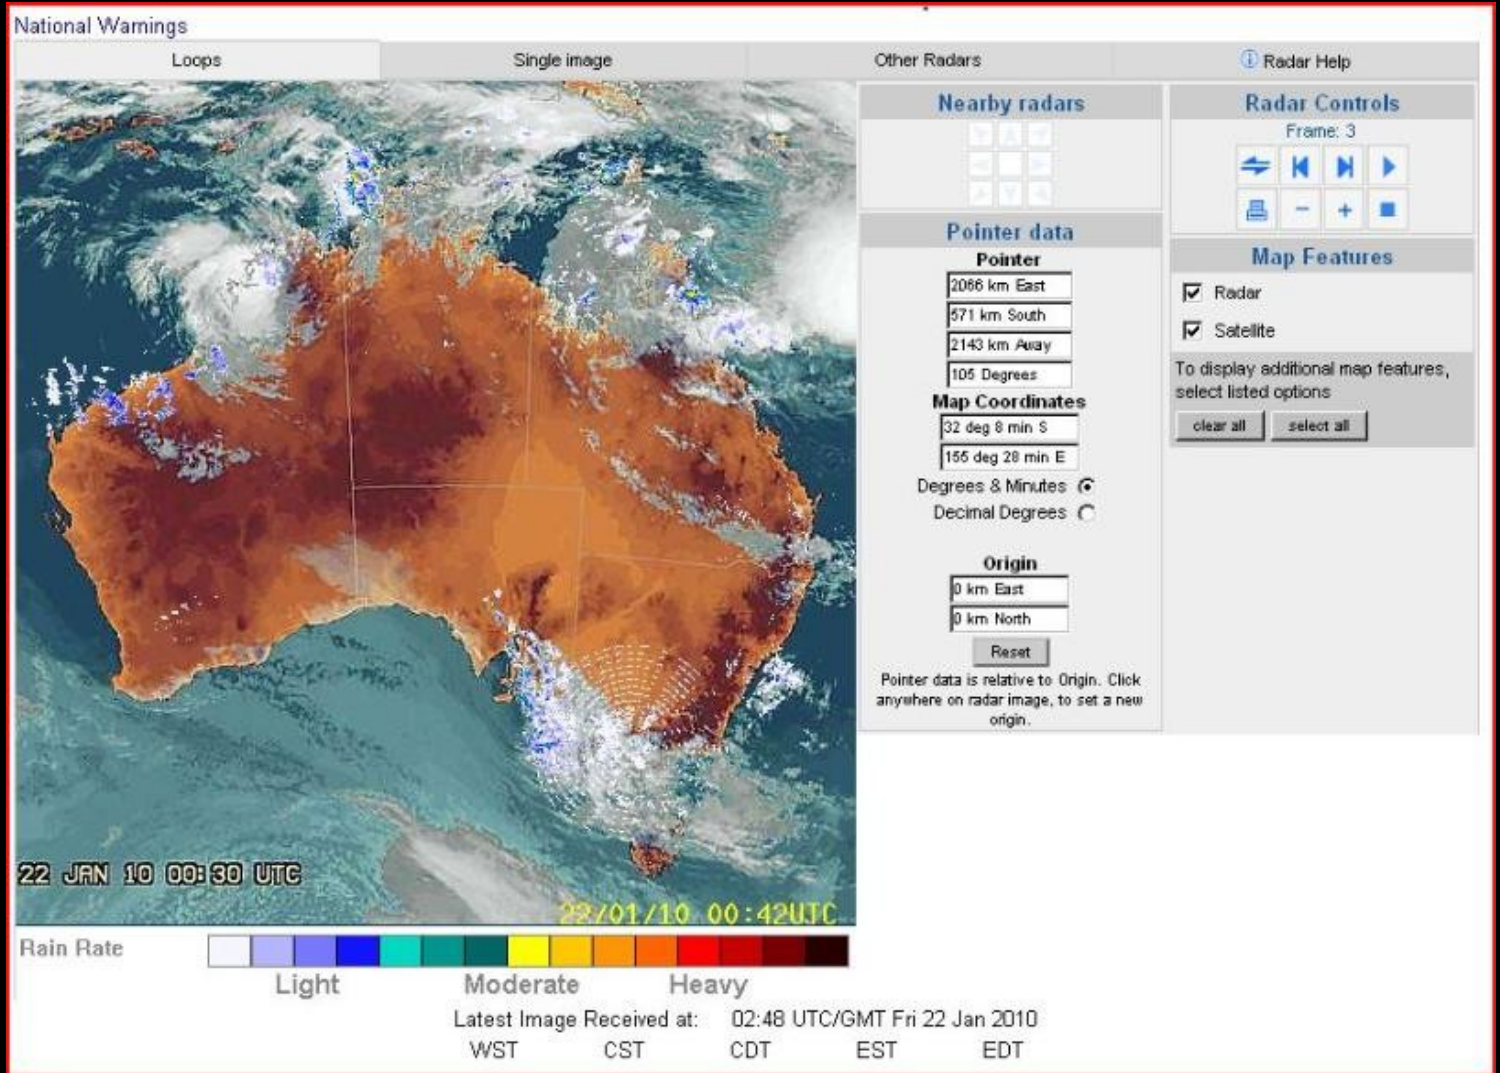 National Warnings
Loops
Single image
Other Radars
Radar Help
Nearby radars
Pointer data
Pointer
2066 km East
571 km South
2143 km Away
105 Degrees
Map Coordinates
32 deg 8 min S
155 deg 28 min E
Degrees & Minutes
Decimal Degrees
Origin
0 km East
0 km North
Reset
Pointer data is relative to Origin. Click
anywhere on radar image, to set a new
origin.
Radar Controls
Frame: 3
Map Features
Radar
Satellite
To display additional map features,
select listed options
clear all
select all
22 JAN 10 00:30 UTC
22/01/10 00:42UTC
Rain Rate
Light
Moderate
Heavy
Latest Image Received at: 02:48 UTC/GMT Fri 22 Jan 2010
WST CST CDT EST EDT